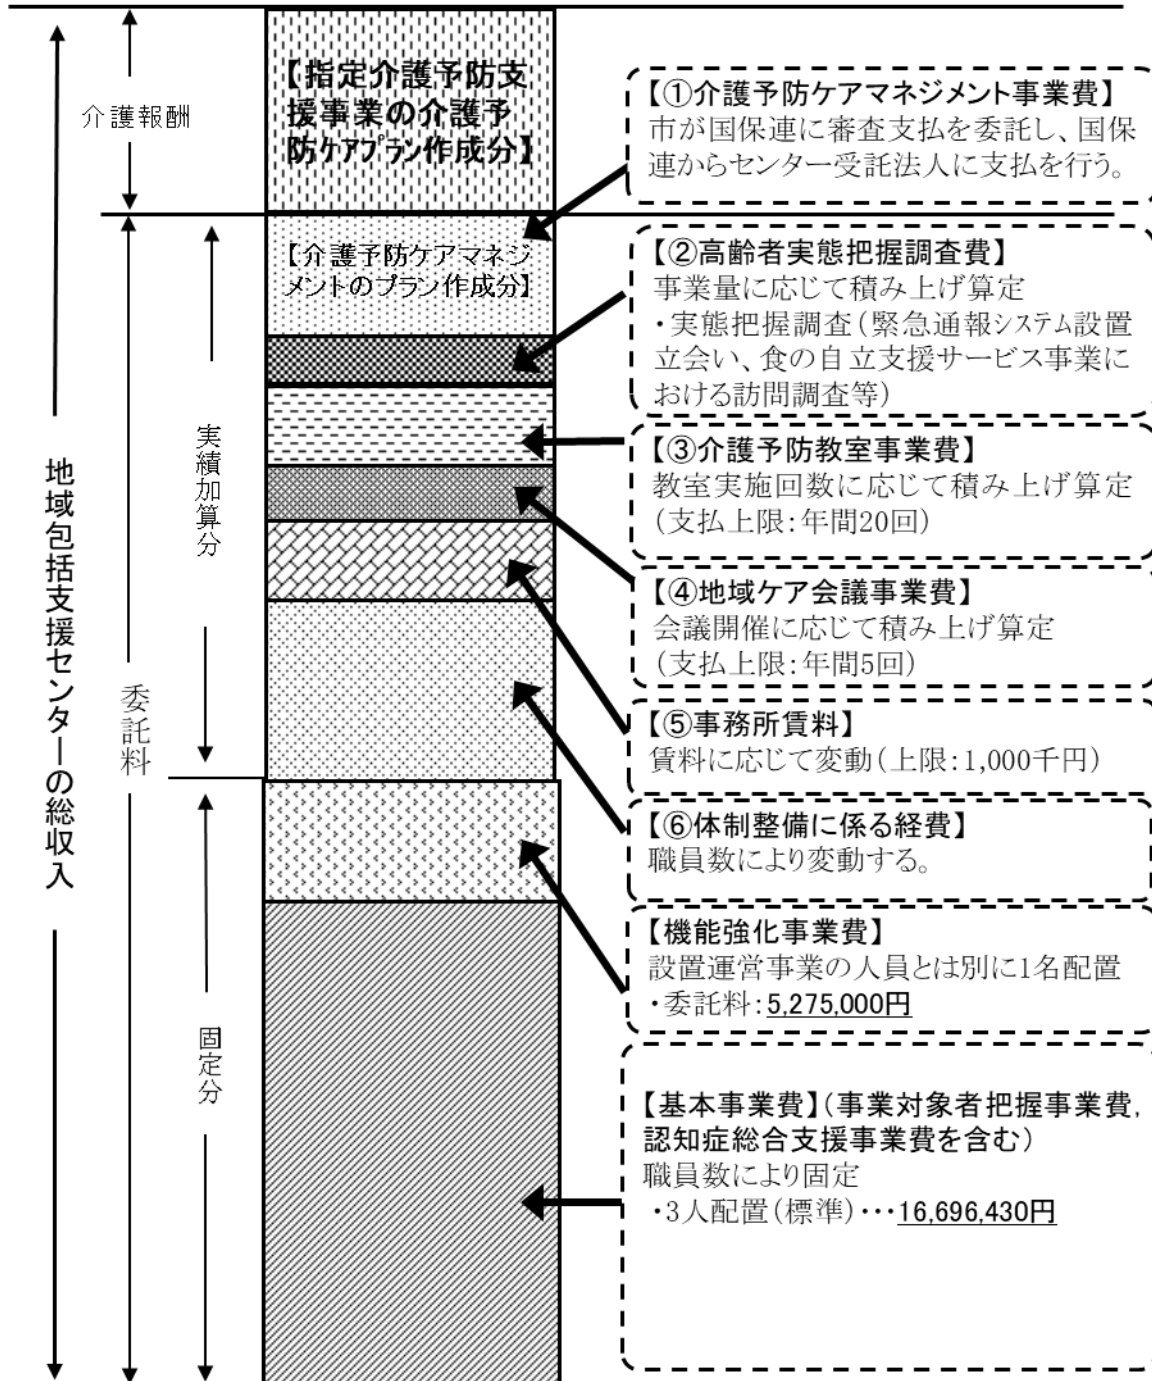 地域包括支援センターの総収入
介護報酬
委託料
実績加算分
固定分
【指定介護予防支
援事業の介護予
防ケアプラン作成分】
【介護予防ケアマネジ
メントのプラン作成分】
【①介護予防ケアマネジメント事業費】
市が国保連に審査支払を委託し、国保
連からセンター受託法人に支払を行う。
【②高齢者実態把握調査費】
事業量に応じて積み上げ算定
・実態把握調査（緊急通報システム設置
立会い、食の自立支援サービス事業に
おける訪問調査等）
【③介護予防教室事業費】
教室実施回数に応じて積み上げ算定
（支払上限：年間20回）
【④地域ケア会議事業費】
会議開催に応じて積み上げ算定
（支払上限：年間5回）
【⑤事務所賃料】
賃料に応じて変動（上限：1,000千円）
【⑥体制整備に係る経費】
職員数により変動する。
【機能強化事業費】
設置運営事業の人員とは別に1名配置
・委託料：5,275,000円
【基本事業費】（事業対象者把握事業費，
認知症総合支援事業費を含む）
職員数により固定
・3人配置（標準）・・・16,696,430円